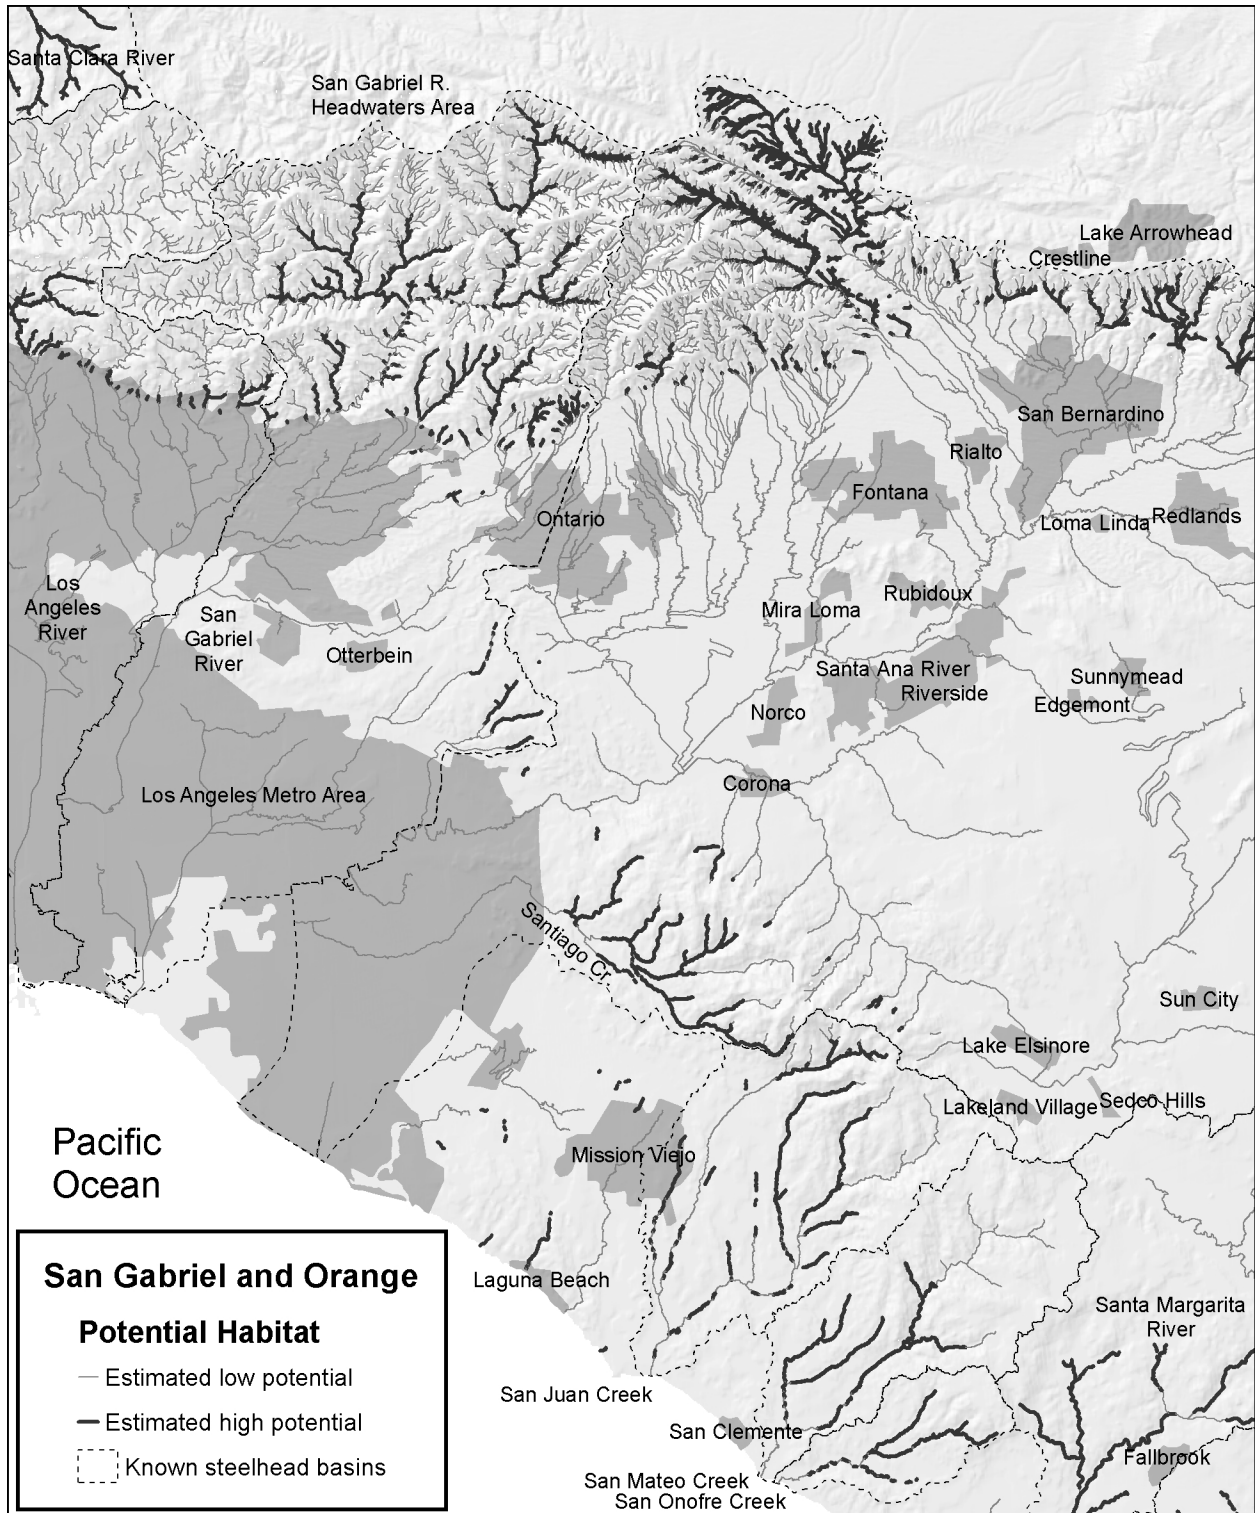 Santa Clara River
San Gabriel R.
Headwaters Area
Lake Arrowhead
Crestline
San Bernardino
Rialto
Fontana
Ontario
Loma Linda
Redlands
Los
Angeles
River
San
Gabriel
River
Otterbein
Mira Loma
Rubidoux
Santa Ana River
Riverside
Sunnymead
Edgemont
Norco
Corona
Los Angeles Metro Area
Santiago Cr
Sun City
Lake Elsinore
Lakeland Village
Sedco Hills
Pacific
Ocean
Mission Viejo
Laguna Beach
Santa Margarita
River
San Juan Creek
San Clemente
Fallbrook
San Mateo Creek
San Onofre Creek
San Gabriel and Orange
Potential Habitat
Estimated low potential
Estimated high potential
Known steelhead basins